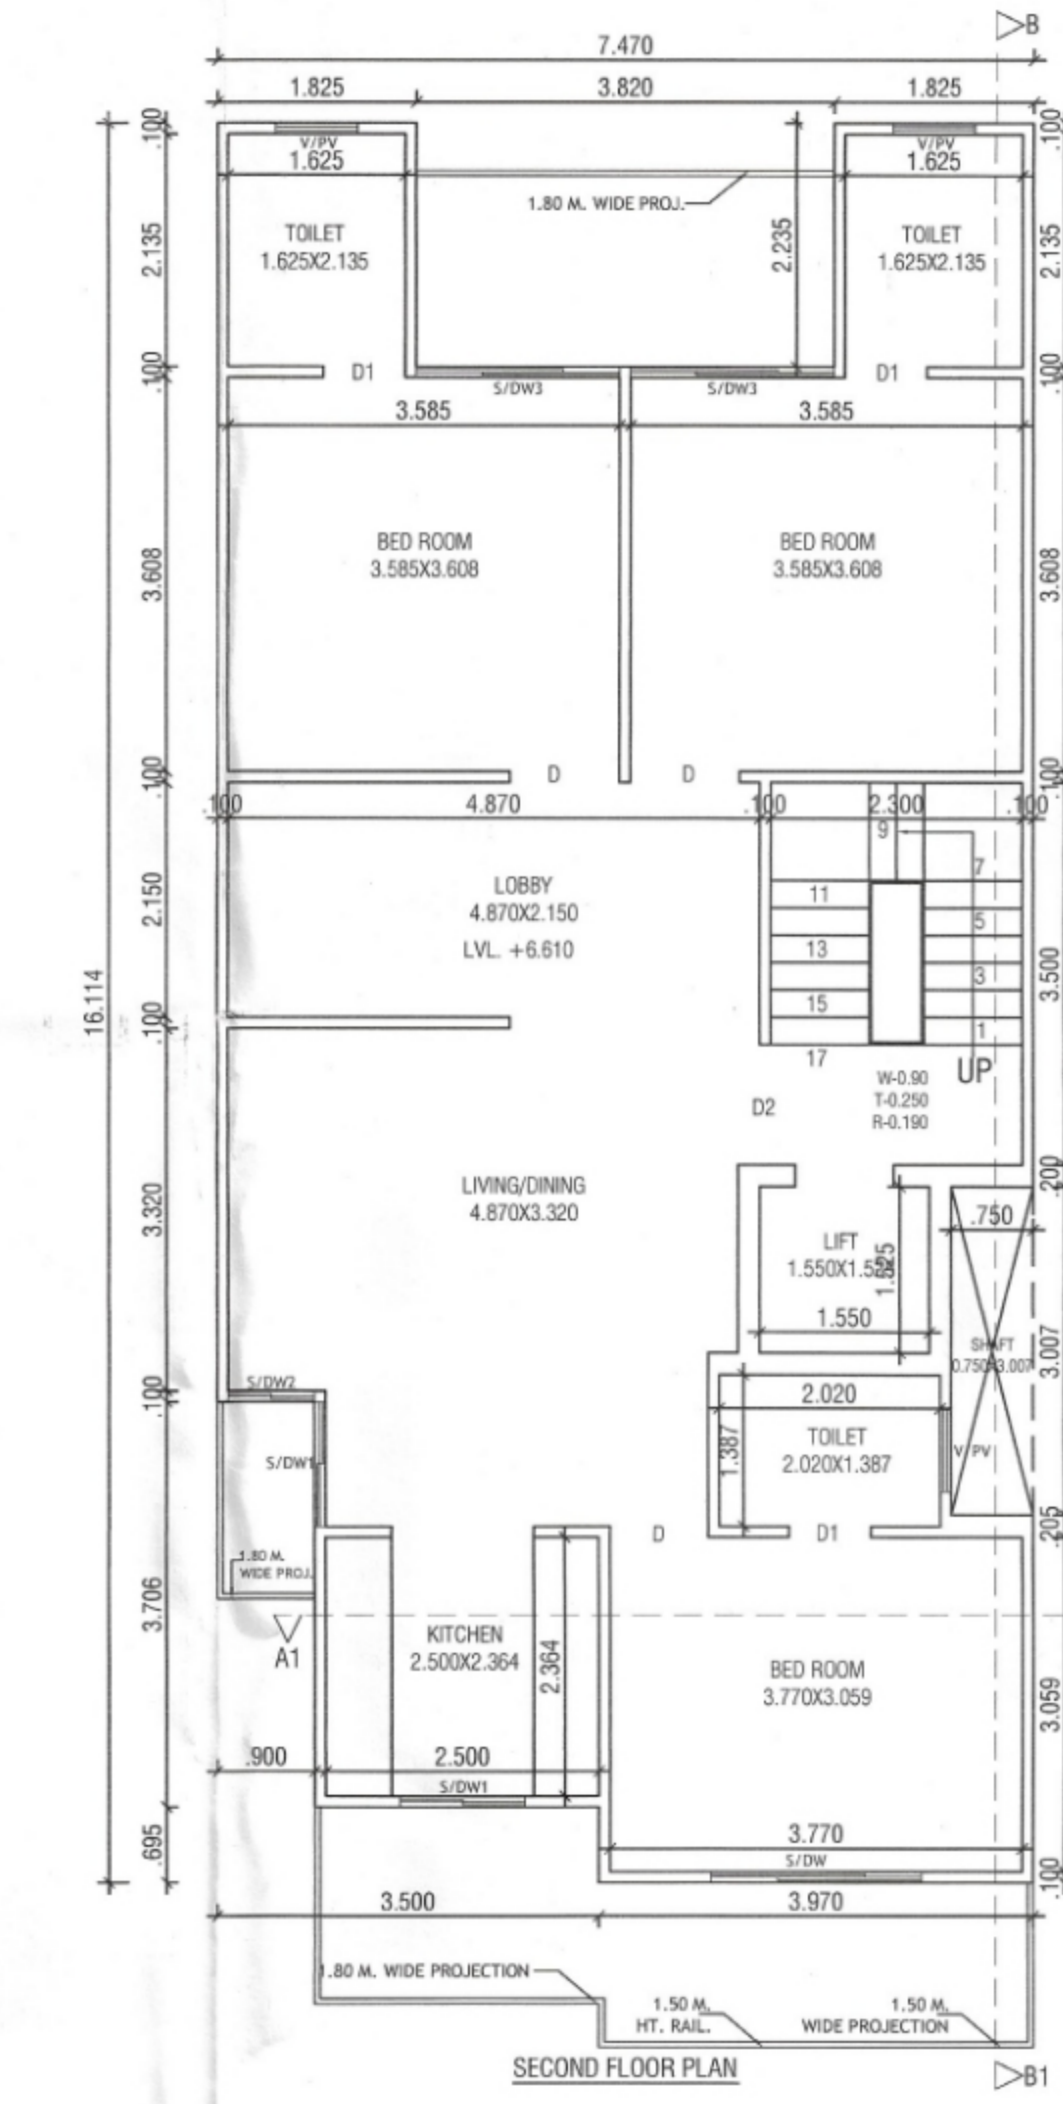 B
7.470
1.825 3.820 1.825
.100 V/PV V/PV .100
1.625 1.625
1.80 M. WIDE PROJ.
TOILET
1.625X2.135
2.135
2.235
TOILET
1.625X2.135
2.135
.100 D1 D1 .100
S/DW3 S/DW3
3.585 3.585
BED ROOM
3.585X3.608
BED ROOM
3.585X3.608
3.608 3.608
.100 D D .100
.100 4.870 .100 2.300 .100
9
7
LOBBY
4.870X2.150
LVL. +6.610
2.150
11
5
13
3
15
1
17
3.500
16.114
.100
UP
W-0.90
T-0.250
R-0.190
D2
LIVING/DINING
4.870X3.320
3.320
.200
.750
LIFT
1.550X1.525
1.525
1.550
SHAFT
0.750X3.007
3.007
.100
S/DW2
2.020
TOILET
2.020X1.387
1.387
V/PV
S/DW1
.205
D D1
1.80 M.
WIDE PROJ.
3.706
A1
KITCHEN
2.500X2.364
2.364
BED ROOM
3.770X3.059
3.059
.900 2.500
S/DW1
.695
3.770
S/DW
.100
3.500 3.970
1.80 M. WIDE PROJECTION
1.50 M.
HT. RAIL.
1.50 M.
WIDE PROJECTION
SECOND FLOOR PLAN
B1